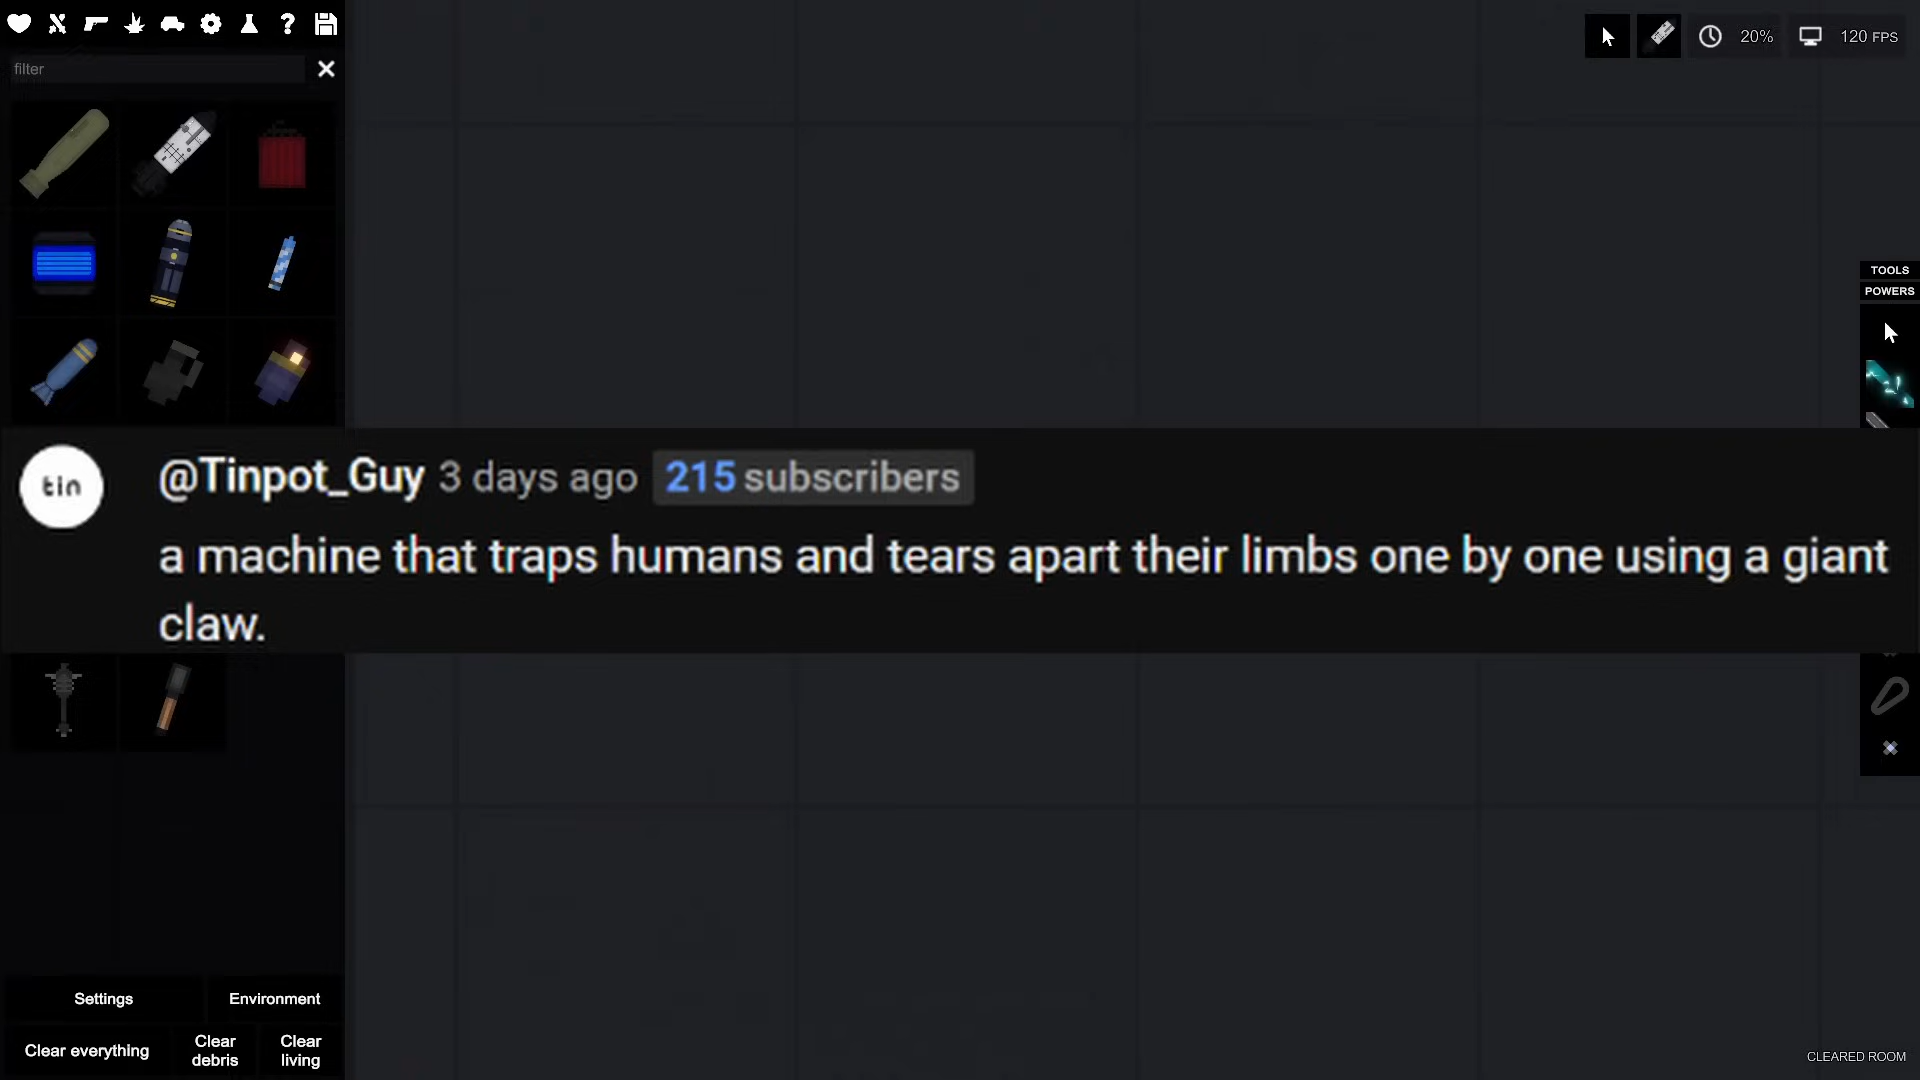 20%
120 FPS
filter
TOOLS
POWERS
tin
@Tinpot_Guy 3 days ago 215 subscribers
a machine that traps humans and tears apart their limbs one by one using a giant
claw.
Settings
Environment
Clear everything
Clear
debris
Clear
living
CLEARED ROOM